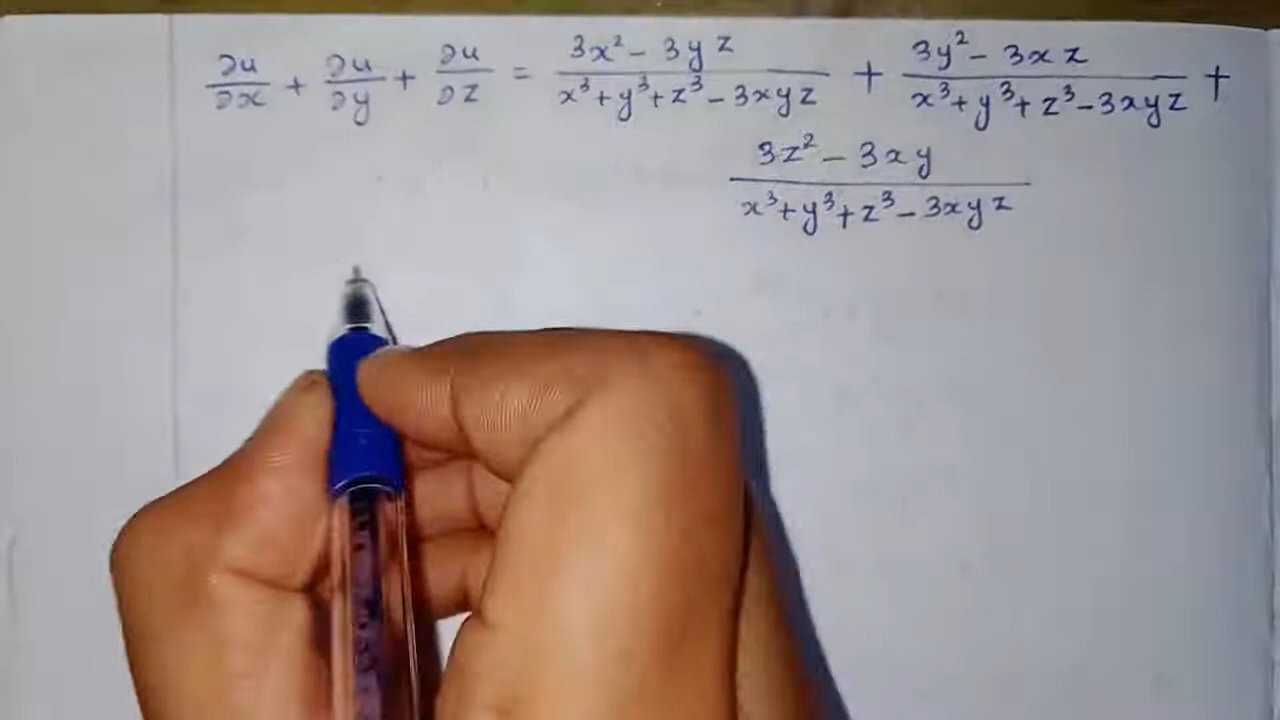 ∂u/∂x + ∂u/∂y + ∂u/∂z = (3x² - 3yz)/(x³+y³+z³-3xyz) + (3y² - 3xz)/(x³+y³+z³-3xyz) +
(3z² - 3xy)/(x³+y³+z³-3xyz)